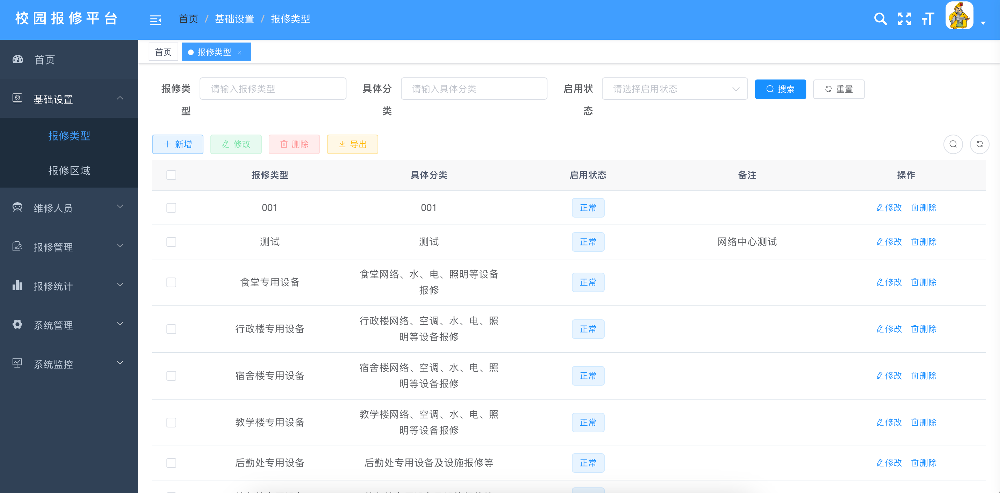 校园报修平台
首页 / 基础设置 / 报修类型
首页
报修类型 ×
首页
基础设置
报修类型
报修区域
维修人员
报修管理
报修统计
系统管理
系统监控
报修类型
请输入报修类型
具体分类
请输入具体分类
启用状态
请选择启用状态
搜索
重置
新增 修改 删除 导出
报修类型 具体分类 启用状态 备注 操作
001 001 正常 修改 删除
测试 测试 正常 网络中心测试 修改 删除
食堂专用设备 食堂网络、水、电、照明等设备
报修 正常 修改 删除
行政楼专用设备 行政楼网络、空调、水、电、照
明等设备报修 正常 修改 删除
宿舍楼专用设备 宿舍楼网络、空调、水、电、照
明等设备报修 正常 修改 删除
教学楼专用设备 教学楼网络、空调、水、电、照
明等设备报修 正常 修改 删除
后勤处专用设备 后勤处专用设备及设施报修等 正常 修改 删除